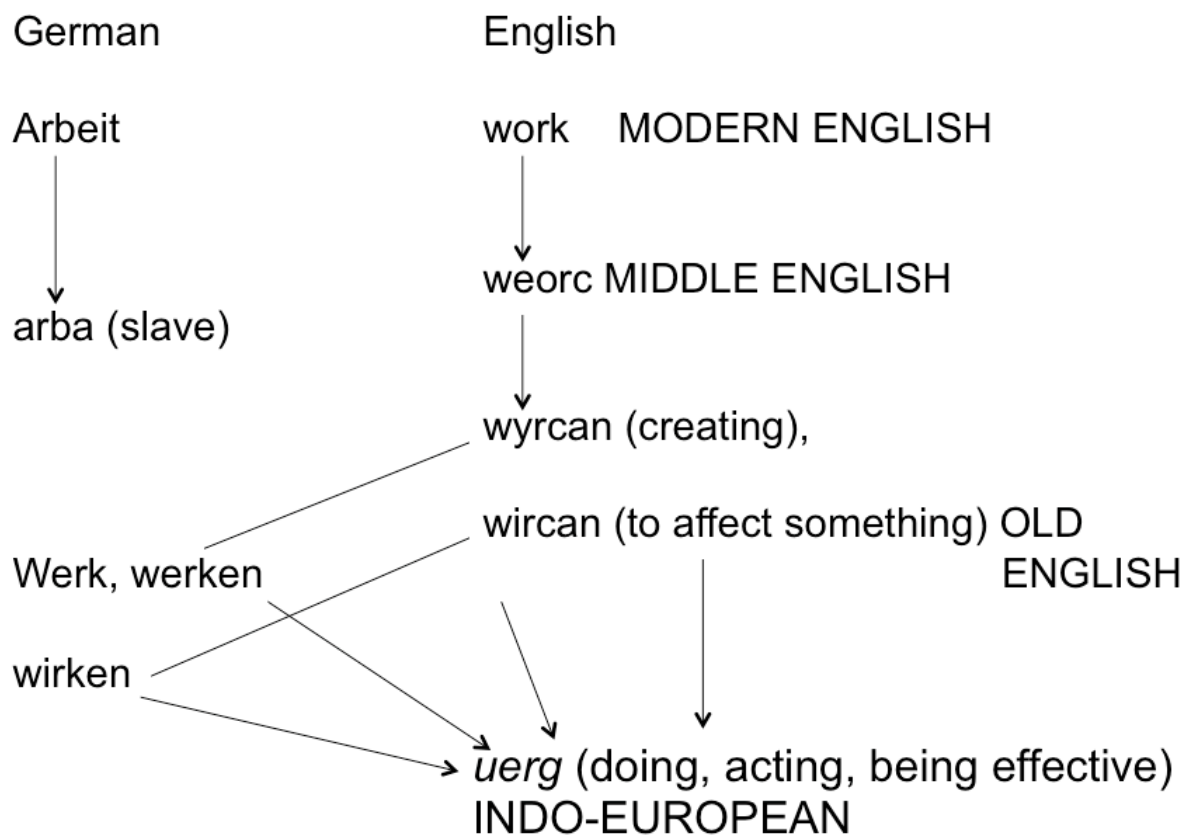 German English
Arbeit work MODERN ENGLISH
weorc MIDDLE ENGLISH
arba (slave)
wyrcan (creating),
wircan (to affect something) OLD
ENGLISH
Werk, werken
wirken
uerg (doing, acting, being effective)
INDO-EUROPEAN